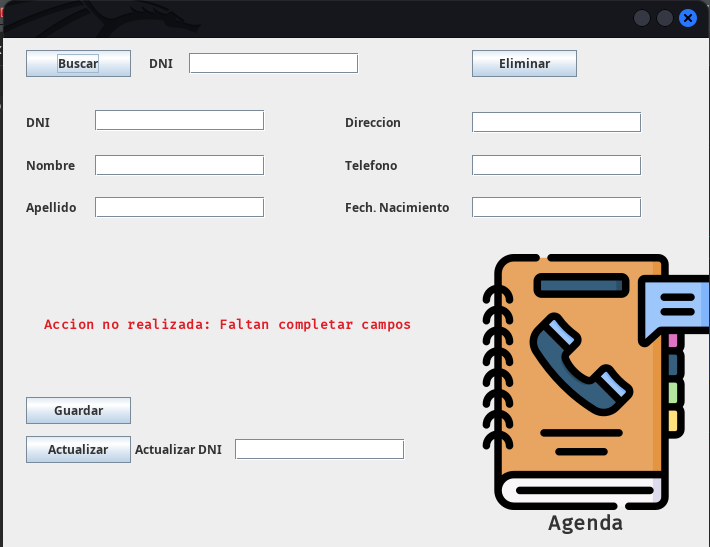 Buscar DNI Eliminar
DNI Direccion
Nombre Telefono
Apellido Fech. Nacimiento
Accion no realizada: Faltan completar campos
Guardar
Actualizar Actualizar DNI
Agenda